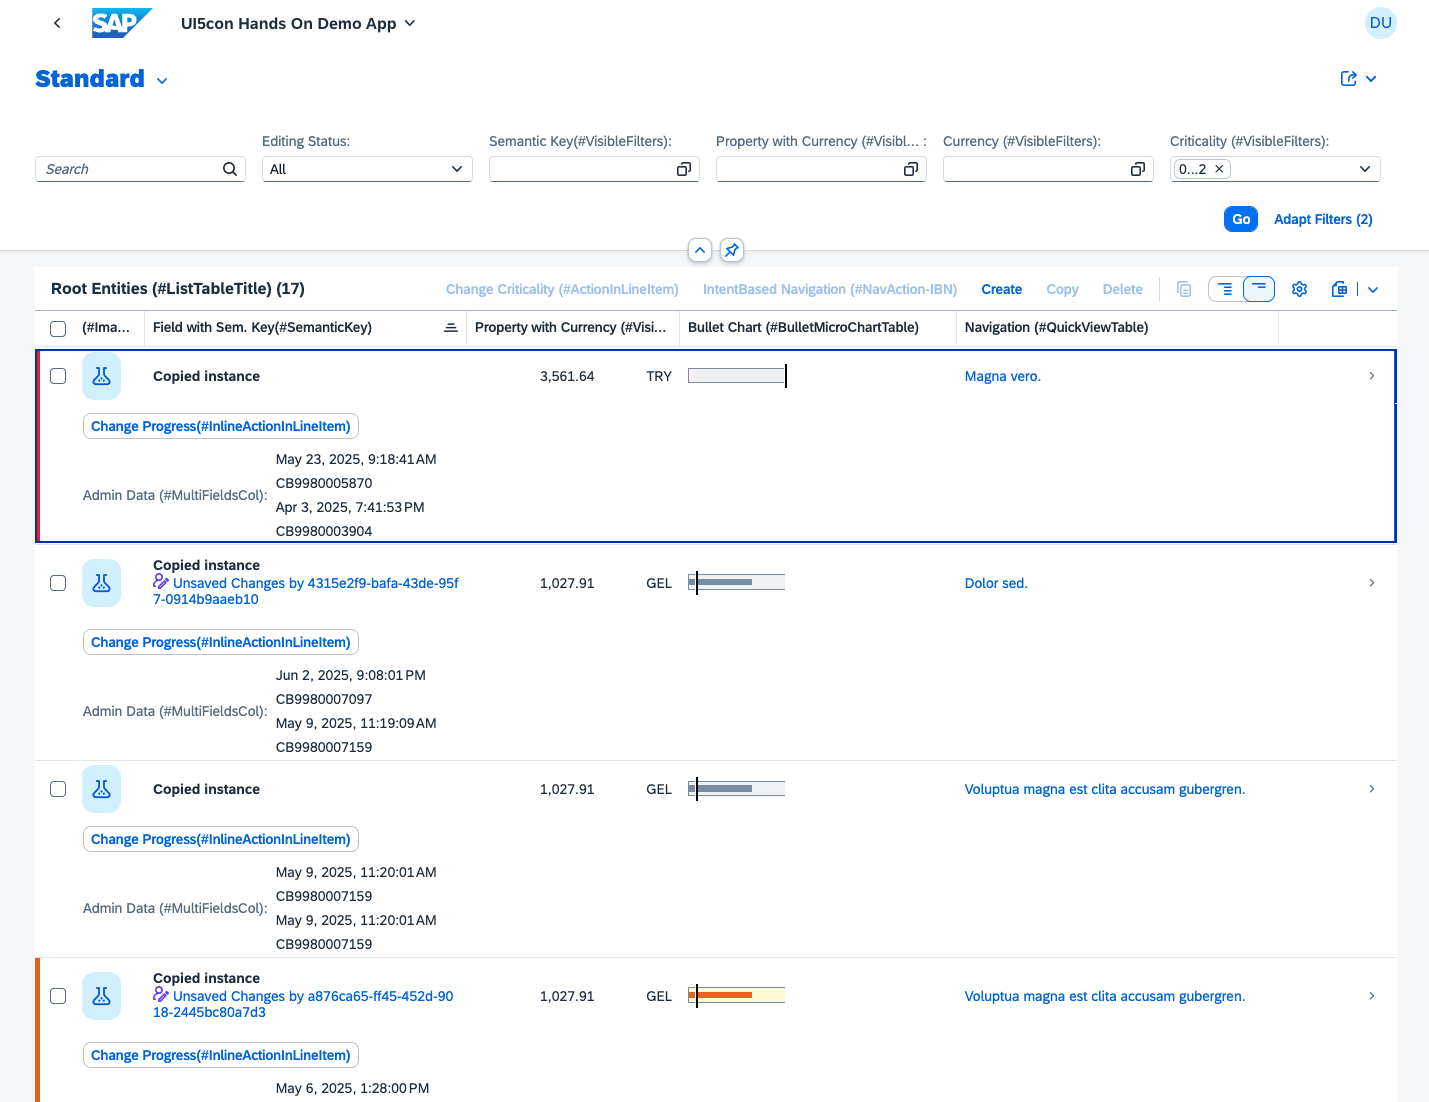 SAP
UI5con Hands On Demo App
DU
Standard
Editing Status:
Semantic Key(#VisibleFilters):
Property with Currency (#Visibl... :
Currency (#VisibleFilters):
Criticality (#VisibleFilters):
Search
All
0...2
Go
Adapt Filters (2)
Root Entities (#ListTableTitle) (17)
Change Criticality (#ActionInLineItem)
IntentBased Navigation (#NavAction-IBN)
Create
Copy
Delete
(#Ima...
Field with Sem. Key(#SemanticKey)
Property with Currency (#Visi...
Bullet Chart (#BulletMicroChartTable)
Navigation (#QuickViewTable)
Copied instance
3,561.64
TRY
Magna vero.
Change Progress(#InlineActionInLineItem)
May 23, 2025, 9:18:41 AM
CB9980005870
Admin Data (#MultiFieldsCol):
Apr 3, 2025, 7:41:53 PM
CB9980003904
Copied instance
Unsaved Changes by 4315e2f9-bafa-43de-95f
7-0914b9aaeb10
1,027.91
GEL
Dolor sed.
Change Progress(#InlineActionInLineItem)
Jun 2, 2025, 9:08:01 PM
CB9980007097
Admin Data (#MultiFieldsCol):
May 9, 2025, 11:19:09 AM
CB9980007159
Copied instance
1,027.91
GEL
Voluptua magna est clita accusam gubergren.
Change Progress(#InlineActionInLineItem)
May 9, 2025, 11:20:01 AM
CB9980007159
Admin Data (#MultiFieldsCol):
May 9, 2025, 11:20:01 AM
CB9980007159
Copied instance
Unsaved Changes by a876ca65-ff45-452d-90
18-2445bc80a7d3
1,027.91
GEL
Voluptua magna est clita accusam gubergren.
Change Progress(#InlineActionInLineItem)
May 6, 2025, 1:28:00 PM